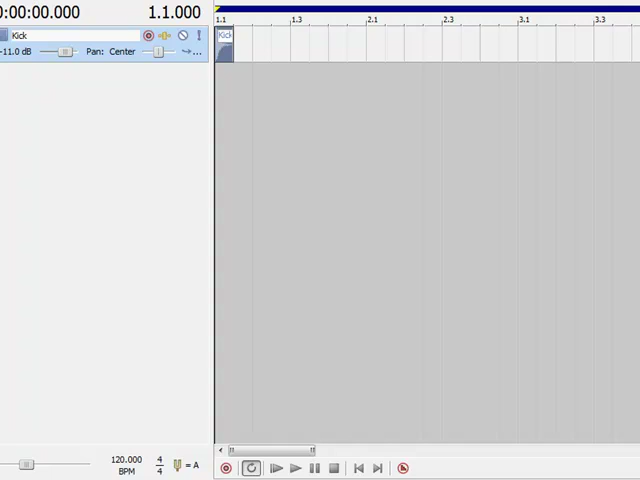 0:00:00.000 1.1.000
1.1 1.3 2.1 2.3 3.1 3.3
Kick
Kick
-11.0 dB Pan: Center ...
120.000 4
BPM 4
= A